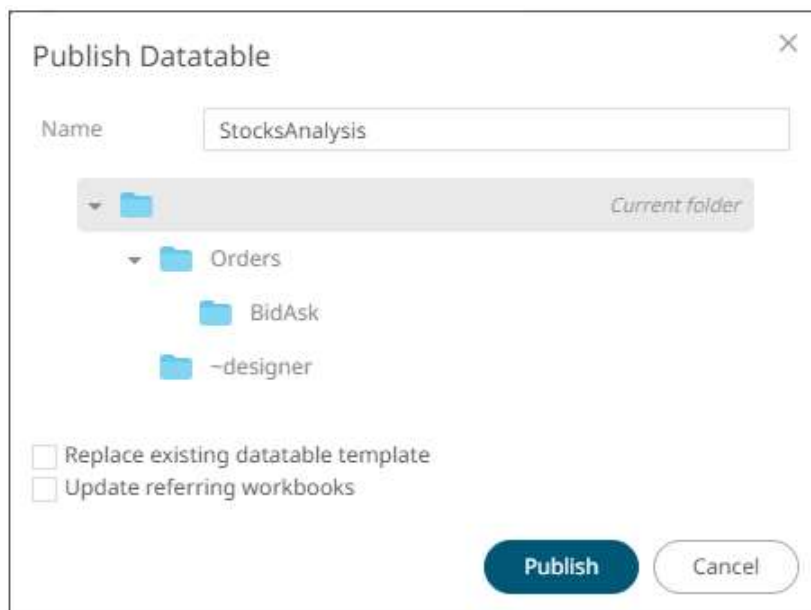 Publish Datatable
Name
StocksAnalysis
Current folder
Orders
BidAsk
~designer
Replace existing datatable template
Update referring workbooks
Publish
Cancel